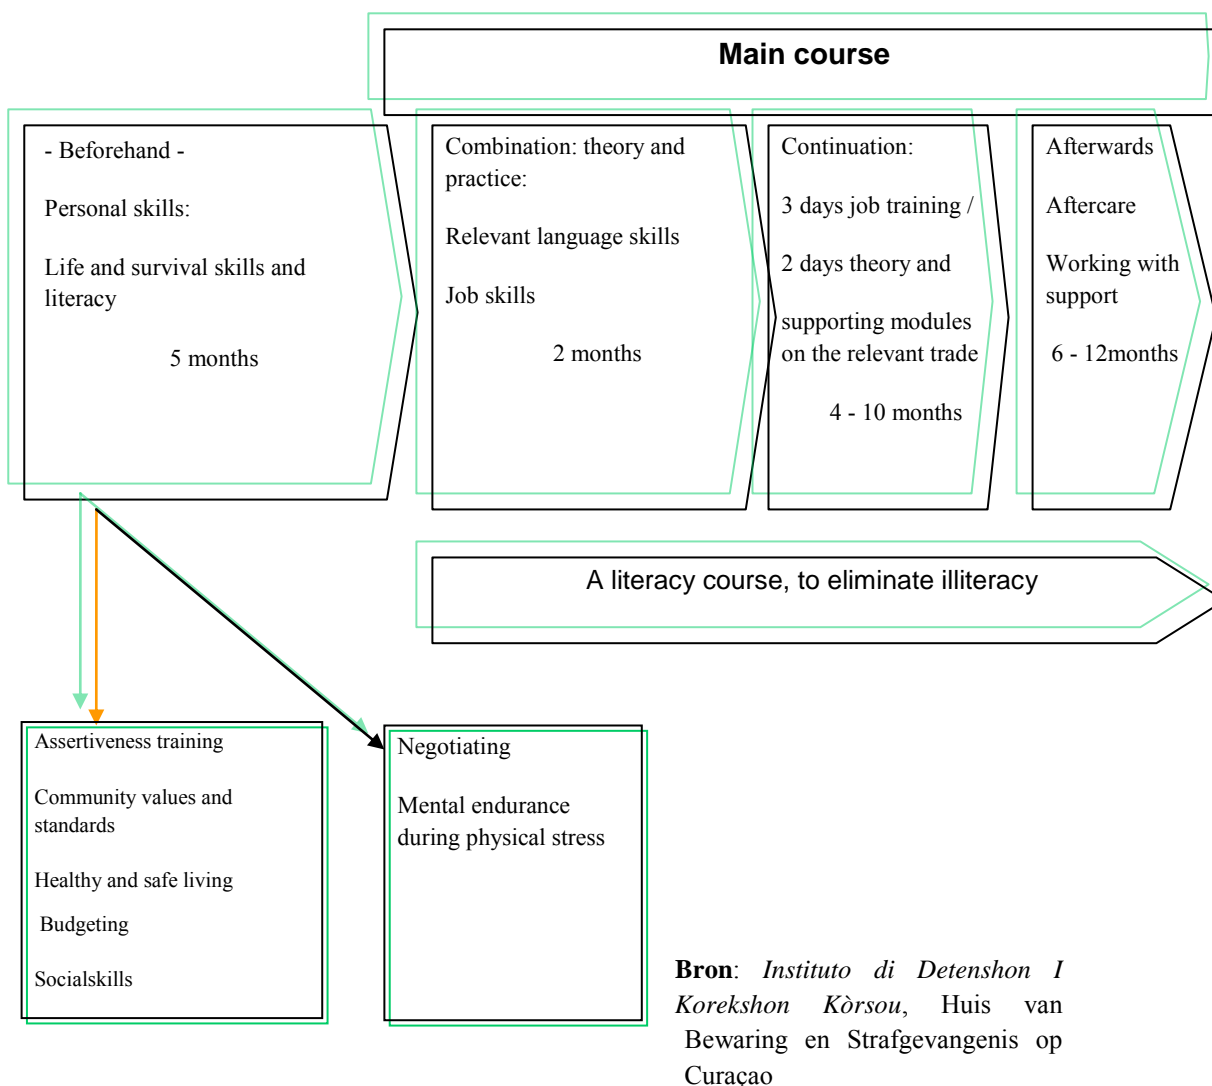 Main course
- Beforehand -
Personal skills:
Life and survival skills and
literacy
5 months
Combination: theory and
practice:
Relevant language skills
Job skills
2 months
Continuation:
3 days job training /
2 days theory and
supporting modules
on the relevant trade
4 - 10 months
Afterwards
Aftercare
Working with
support
6 - 12months
A literacy course, to eliminate illiteracy
Assertiveness training
Community values and
standards
Healthy and safe living
Budgeting
Socialskills
Negotiating
Mental endurance
during physical stress
Bron: Instituto di Detenshon I
Korekshon Kòrsou, Huis van
Bewaring en Strafgevangenis op
Curaçao